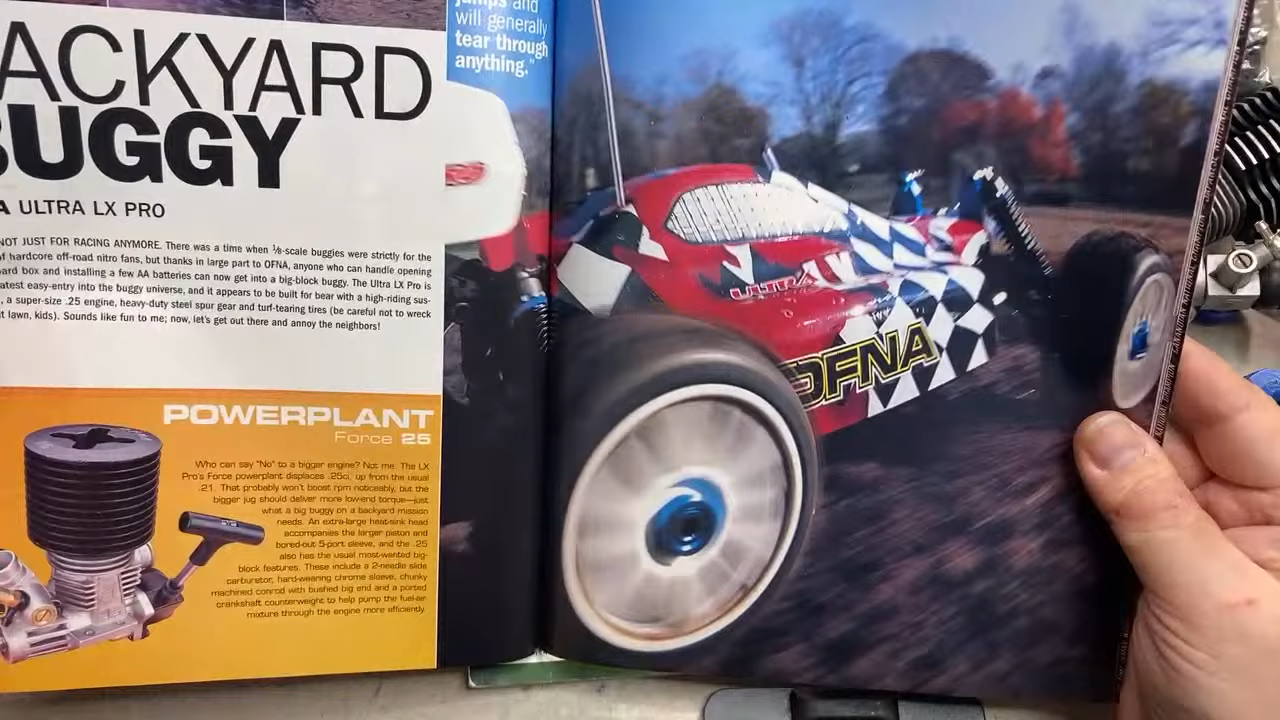 ACKYARD
BUGGY
A ULTRA LX PRO
NOT JUST FOR RACING ANYMORE. There was a time when ⅛-scale buggies were strictly for the
of hardcore off-road nitro fans, but thanks in large part to OFNA, anyone who can handle opening
ard box and installing a few AA batteries can now get into a big-block buggy. The Ultra LX Pro is
atest easy-entry into the buggy universe, and it appears to be built for bear with a high-riding sus-
, a super-size .25 engine, heavy-duty steel spur gear and turf-tearing tires (be careful not to wreck
t lawn, kids). Sounds like fun to me; now, let's get out there and annoy the neighbors!
jumps and
will generally
tear through
anything."
POWERPLANT
Force 25
Who can say "No" to a bigger engine? Not me. The LX
Pro's Force powerplant displaces .25ci, up from the usual
.21. That probably won't boost rpm noticeably, but the
bigger jug should deliver more low-end torque—just
what a big buggy on a backyard mission
needs. An extra-large heat-sink head
accompanies the larger piston and
bored-out 5-port sleeve, and the .25
also has the usual most-wanted big-
block features. These include a 2-needle slide
carburetor, hard-wearing chrome sleeve, chunky
machined conrod with bushed big end and a ported
crankshaft counterweight to help pump the fuel-air
mixture through the engine more efficiently.
ULTRA
OFNA